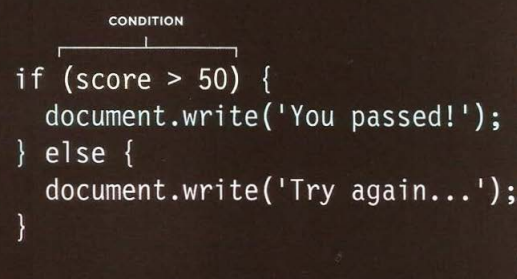 CONDITION
if (score > 50) {
document.write('You passed!');
} else {
document.write('Try again...');
}